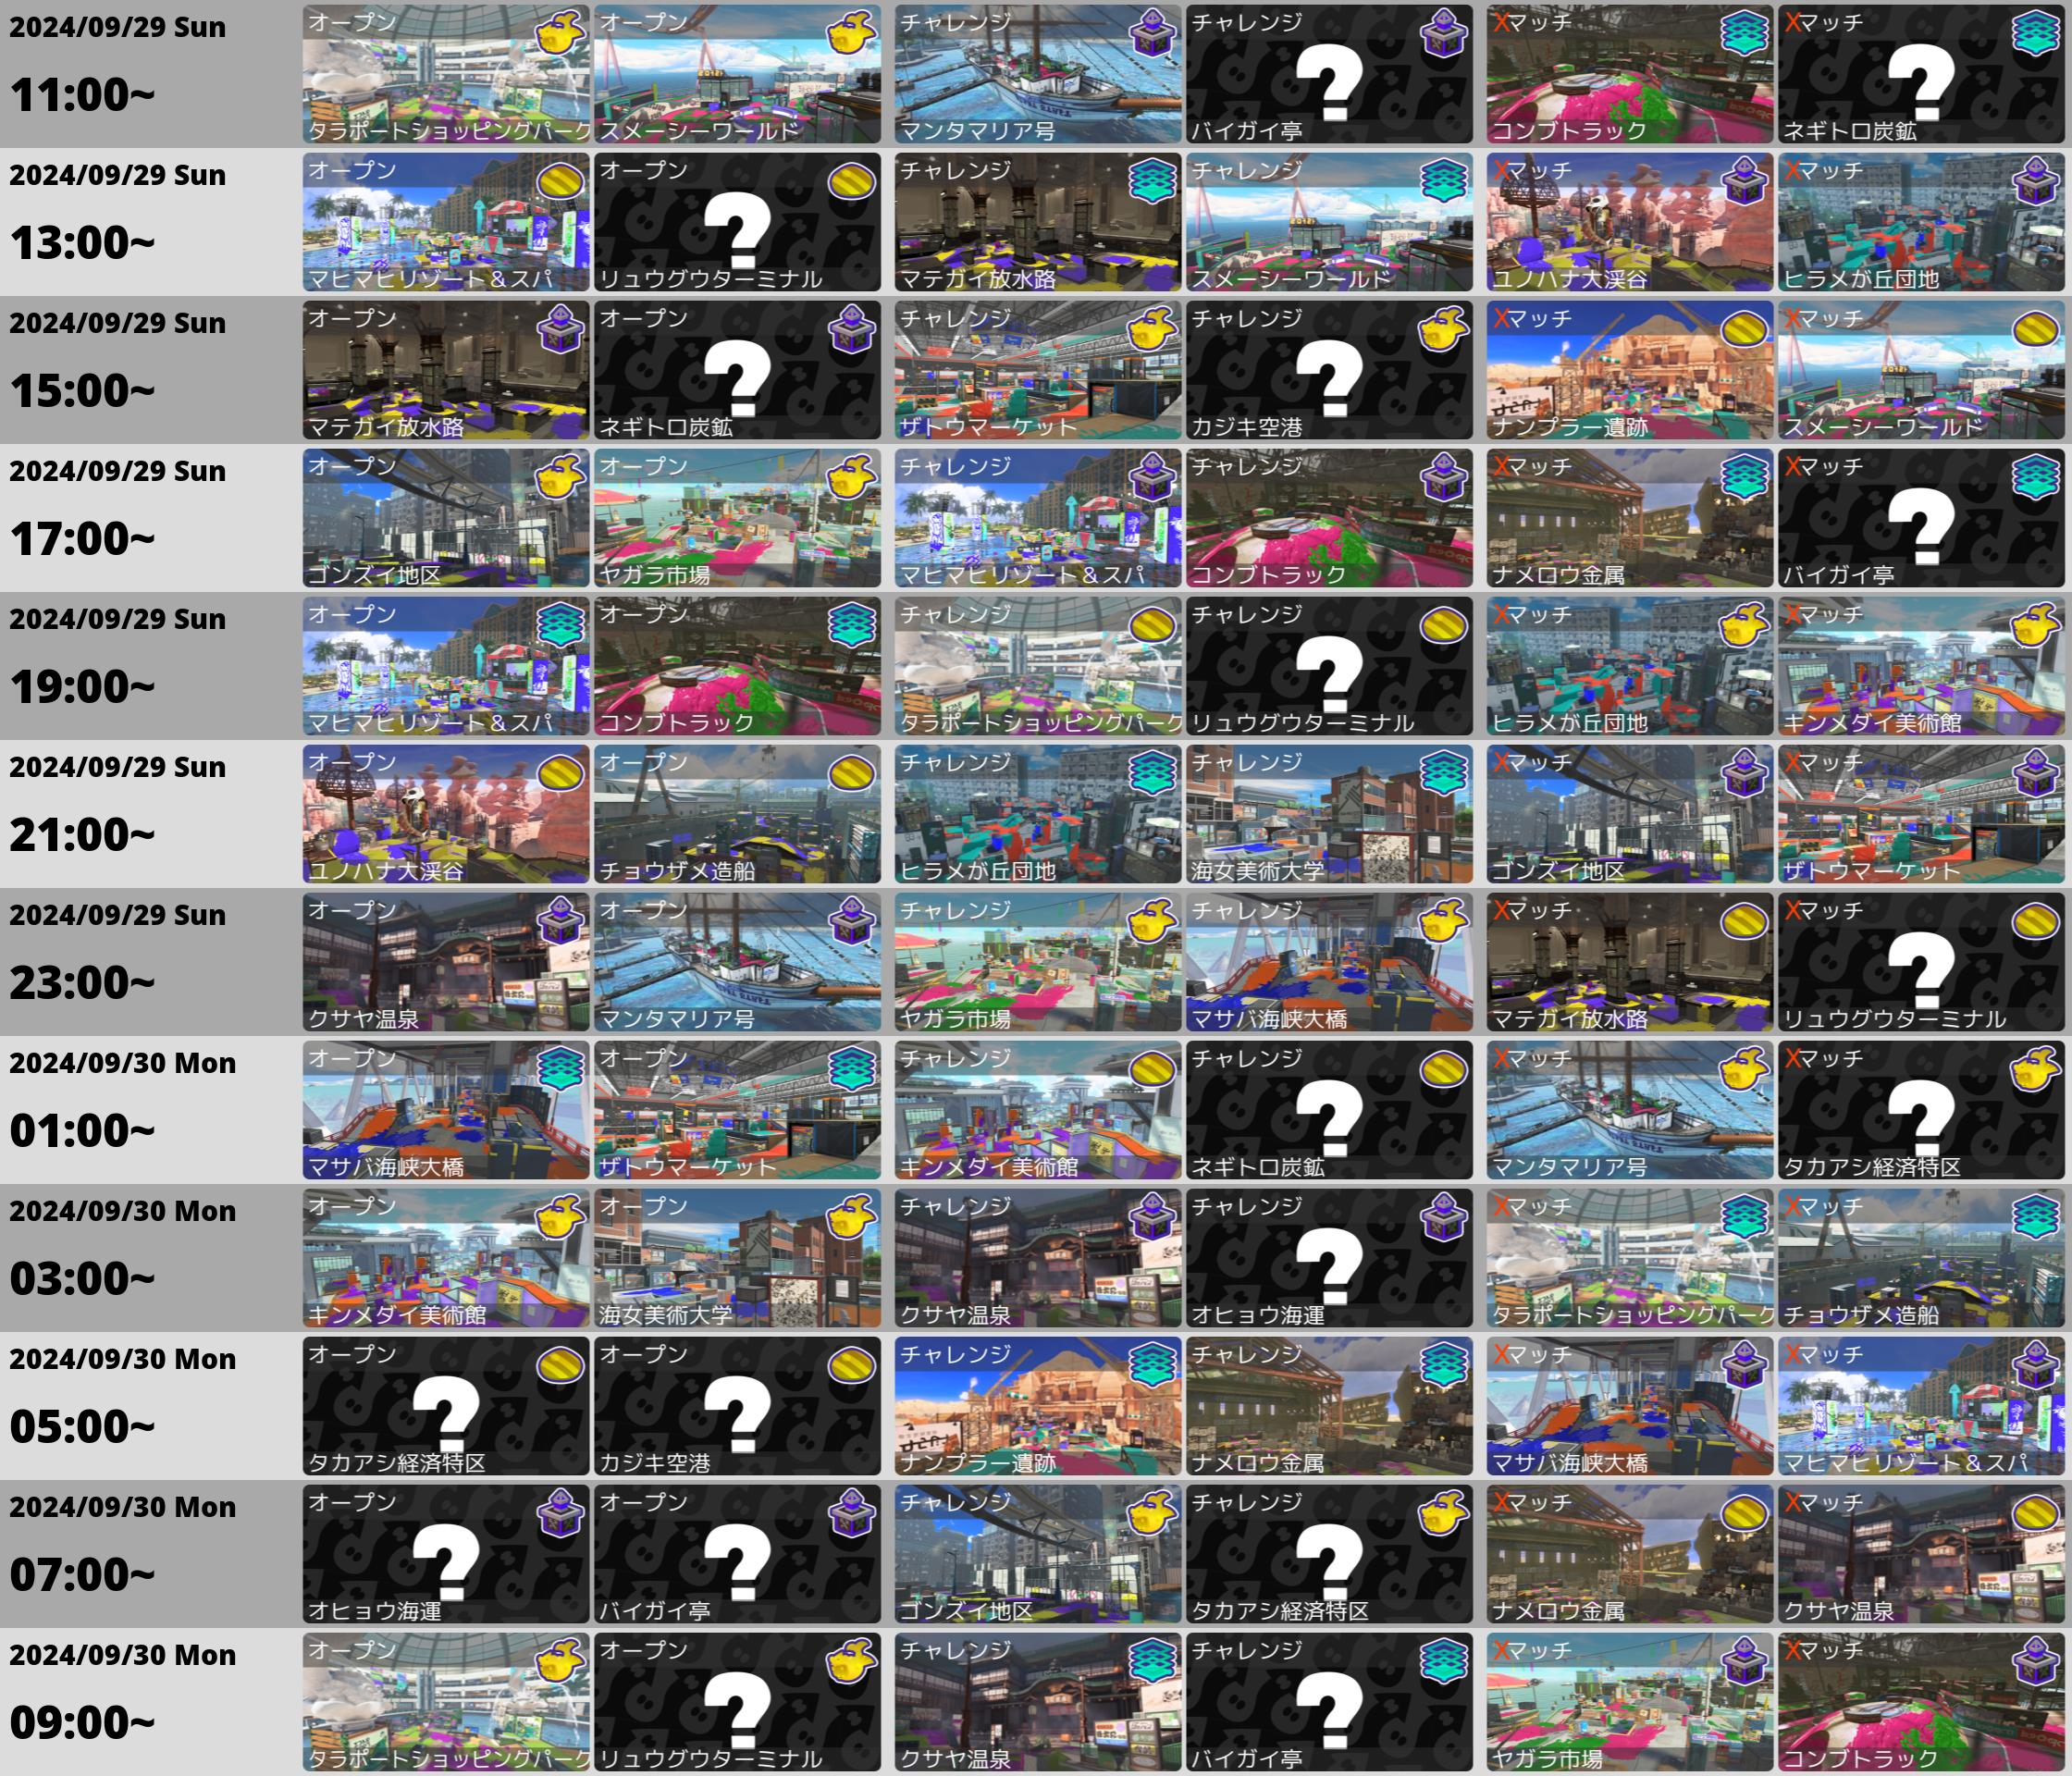 2024/09/29 Sun
11:00~
オープン
タラポートショッピングパーク
オープン
スメーシーワールド
チャレンジ
マンタマリア号
チャレンジ
バイガイ亭
Xマッチ
コンブトラック
Xマッチ
ネギトロ炭鉱
2024/09/29 Sun
13:00~
オープン
マヒマヒリゾート＆スパ
オープン
リュウグウターミナル
チャレンジ
マテガイ放水路
チャレンジ
スメーシーワールド
Xマッチ
ユノハナ大渓谷
Xマッチ
ヒラメが丘団地
2024/09/29 Sun
15:00~
オープン
マテガイ放水路
オープン
ネギトロ炭鉱
チャレンジ
ザトウマーケット
チャレンジ
カジキ空港
Xマッチ
ナンプラー遺跡
Xマッチ
スメーシーワールド
2024/09/29 Sun
17:00~
オープン
ゴンズイ地区
オープン
ヤガラ市場
チャレンジ
マヒマヒリゾート＆スパ
チャレンジ
コンブトラック
Xマッチ
ナメロウ金属
Xマッチ
バイガイ亭
2024/09/29 Sun
19:00~
オープン
マヒマヒリゾート＆スパ
オープン
コンブトラック
チャレンジ
タラポートショッピングパーク
チャレンジ
リュウグウターミナル
Xマッチ
ヒラメが丘団地
Xマッチ
キンメダイ美術館
2024/09/29 Sun
21:00~
オープン
ユノハナ大渓谷
オープン
チョウザメ造船
チャレンジ
ヒラメが丘団地
チャレンジ
海女美術大学
Xマッチ
ゴンズイ地区
Xマッチ
ザトウマーケット
2024/09/29 Sun
23:00~
オープン
クサヤ温泉
オープン
マンタマリア号
チャレンジ
ヤガラ市場
チャレンジ
マサバ海峡大橋
Xマッチ
マテガイ放水路
Xマッチ
リュウグウターミナル
2024/09/30 Mon
01:00~
オープン
マサバ海峡大橋
オープン
ザトウマーケット
チャレンジ
キンメダイ美術館
チャレンジ
ネギトロ炭鉱
Xマッチ
マンタマリア号
Xマッチ
タカアシ経済特区
2024/09/30 Mon
03:00~
オープン
キンメダイ美術館
オープン
海女美術大学
チャレンジ
クサヤ温泉
チャレンジ
オヒョウ海運
Xマッチ
タラポートショッピングパーク
Xマッチ
チョウザメ造船
2024/09/30 Mon
05:00~
オープン
タカアシ経済特区
オープン
カジキ空港
チャレンジ
ナンプラー遺跡
チャレンジ
ナメロウ金属
Xマッチ
マサバ海峡大橋
Xマッチ
マヒマヒリゾート＆スパ
2024/09/30 Mon
07:00~
オープン
オヒョウ海運
オープン
バイガイ亭
チャレンジ
ゴンズイ地区
チャレンジ
タカアシ経済特区
Xマッチ
ナメロウ金属
Xマッチ
クサヤ温泉
2024/09/30 Mon
09:00~
オープン
タラポートショッピングパーク
オープン
リュウグウターミナル
チャレンジ
クサヤ温泉
チャレンジ
バイガイ亭
Xマッチ
ヤガラ市場
Xマッチ
コンブトラック